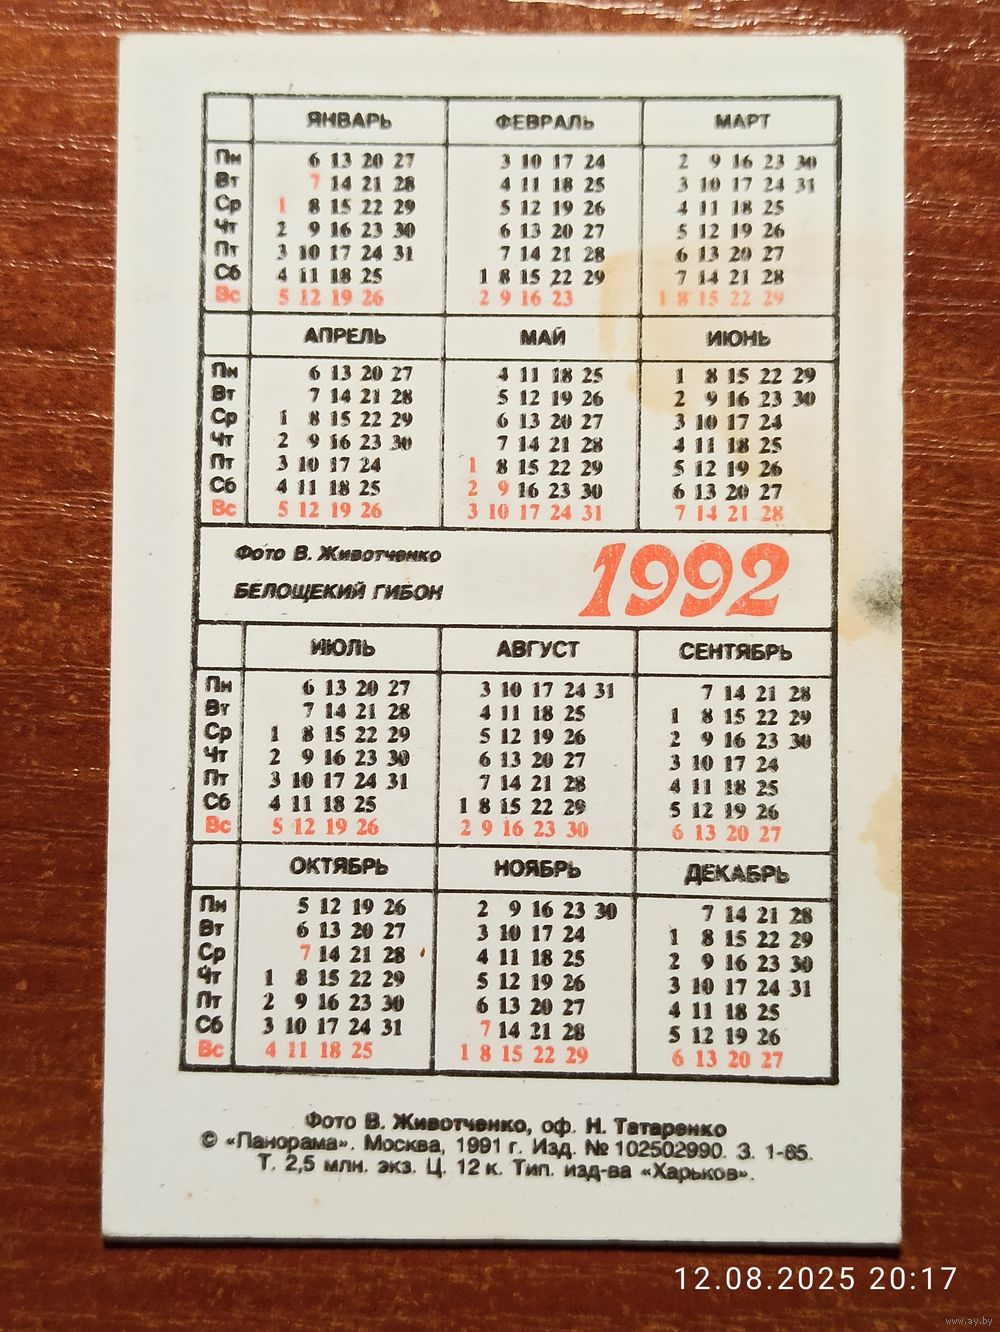 ЯНВАРЬ ФЕВРАЛЬ МАРТ
Пн 6 13 20 27 3 10 17 24 2 9 16 23 30
Вт 7 14 21 28 4 11 18 25 3 10 17 24 31
Ср 1 8 15 22 29 5 12 19 26 4 11 18 25
Чт 2 9 16 23 30 6 13 20 27 5 12 19 26
Пт 3 10 17 24 31 7 14 21 28 6 13 20 27
Сб 4 11 18 25 1 8 15 22 29 7 14 21 28
Вс 5 12 19 26 2 9 16 23 1 8 15 22 29
АПРЕЛЬ МАЙ ИЮНЬ
Пн 6 13 20 27 4 11 18 25 1 8 15 22 29
Вт 7 14 21 28 5 12 19 26 2 9 16 23 30
Ср 1 8 15 22 29 6 13 20 27 3 10 17 24
Чт 2 9 16 23 30 7 14 21 28 4 11 18 25
Пт 3 10 17 24 1 8 15 22 29 5 12 19 26
Сб 4 11 18 25 2 9 16 23 30 6 13 20 27
Вс 5 12 19 26 3 10 17 24 31 7 14 21 28
Фото В. Животченко
БЕЛОЩЕКИЙ ГИБОН
1992
ИЮЛЬ АВГУСТ СЕНТЯБРЬ
Пн 6 13 20 27 3 10 17 24 31 7 14 21 28
Вт 7 14 21 28 4 11 18 25 1 8 15 22 29
Ср 1 8 15 22 29 5 12 19 26 2 9 16 23 30
Чт 2 9 16 23 30 6 13 20 27 3 10 17 24
Пт 3 10 17 24 31 7 14 21 28 4 11 18 25
Сб 4 11 18 25 1 8 15 22 29 5 12 19 26
Вс 5 12 19 26 2 9 16 23 30 6 13 20 27
ОКТЯБРЬ НОЯБРЬ ДЕКАБРЬ
Пн 5 12 19 26 2 9 16 23 30 7 14 21 28
Вт 6 13 20 27 3 10 17 24 1 8 15 22 29
Ср 7 14 21 28 4 11 18 25 2 9 16 23 30
Чт 1 8 15 22 29 5 12 19 26 3 10 17 24 31
Пт 2 9 16 23 30 6 13 20 27 4 11 18 25
Сб 3 10 17 24 31 7 14 21 28 5 12 19 26
Вс 4 11 18 25 1 8 15 22 29 6 13 20 27
Фото В. Животченко, оф. Н. Татаренко
© «Панорама». Москва, 1991 г. Изд. № 102502990. З. 1-65.
Т. 2,5 млн. экз. Ц. 12 к. Тип. изд-ва «Харьков».
12.08.2025 20:17
www.ay.by